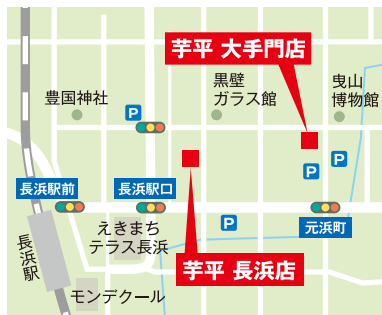 芋平 大手門店
豊国神社
P
黒壁
ガラス館
曳山
博物館
P
P
長浜駅前
長浜駅口
P
元浜町
長浜駅
えきまち
テラス長浜
芋平 長浜店
モンデクール